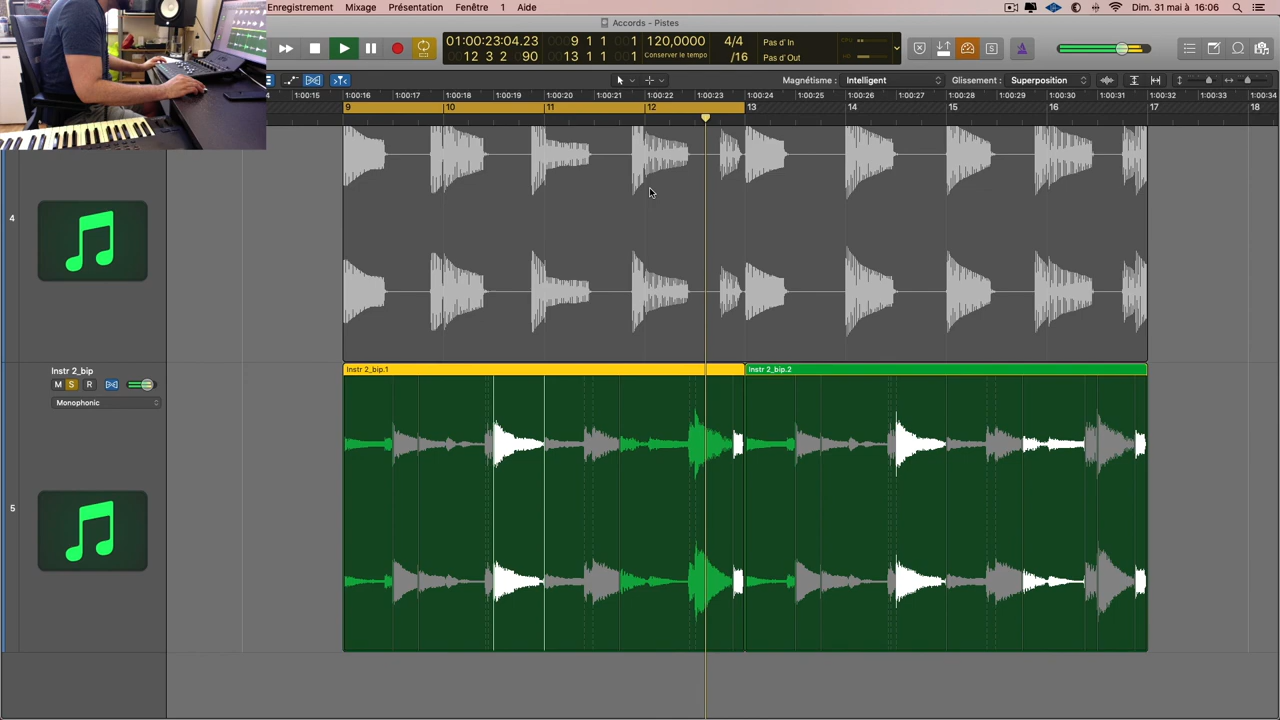 Enregistrement Mixage Présentation Fenêtre 1 Aide Dim. 31 mai à 16:06
Accords - Pistes
01:00:23:04.23 9 1 1 1 120,0000 4/4 Pas d' In
12 3 2 90 13 1 1 1 Conserver le tempo /16 Pas d' Out
Magnétisme : Intelligent Glissement : Superposition
1:00:15 1:00:16 1:00:17 1:00:18 1:00:19 1:00:20 1:00:21 1:00:22 1:00:23 1:00:24 1:00:25 1:00:26 1:00:27 1:00:28 1:00:29 1:00:30 1:00:31 1:00:32 1:00:33 1:00:34
9 10 11 12 13 14 15 16 17 18
4
Instr 2_bip Instr 2_bip.1 Instr 2_bip.2
M S R
Monophonic
5